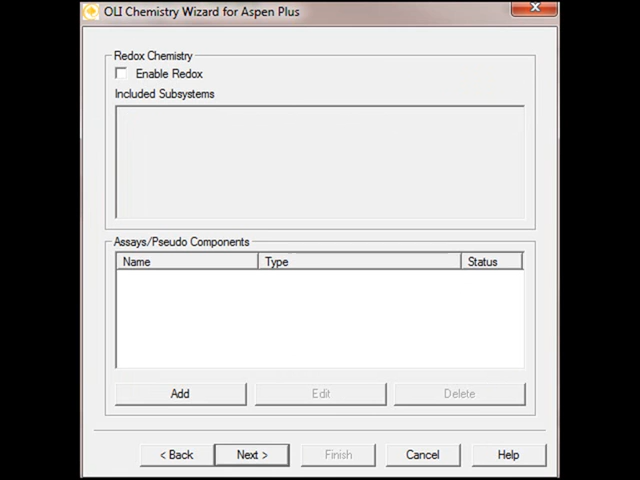 OLI Chemistry Wizard for Aspen Plus
Redox Chemistry
Enable Redox
Included Subsystems
Assays/Pseudo Components
Name Type Status
Add Edit Delete
< Back Next > Finish Cancel Help